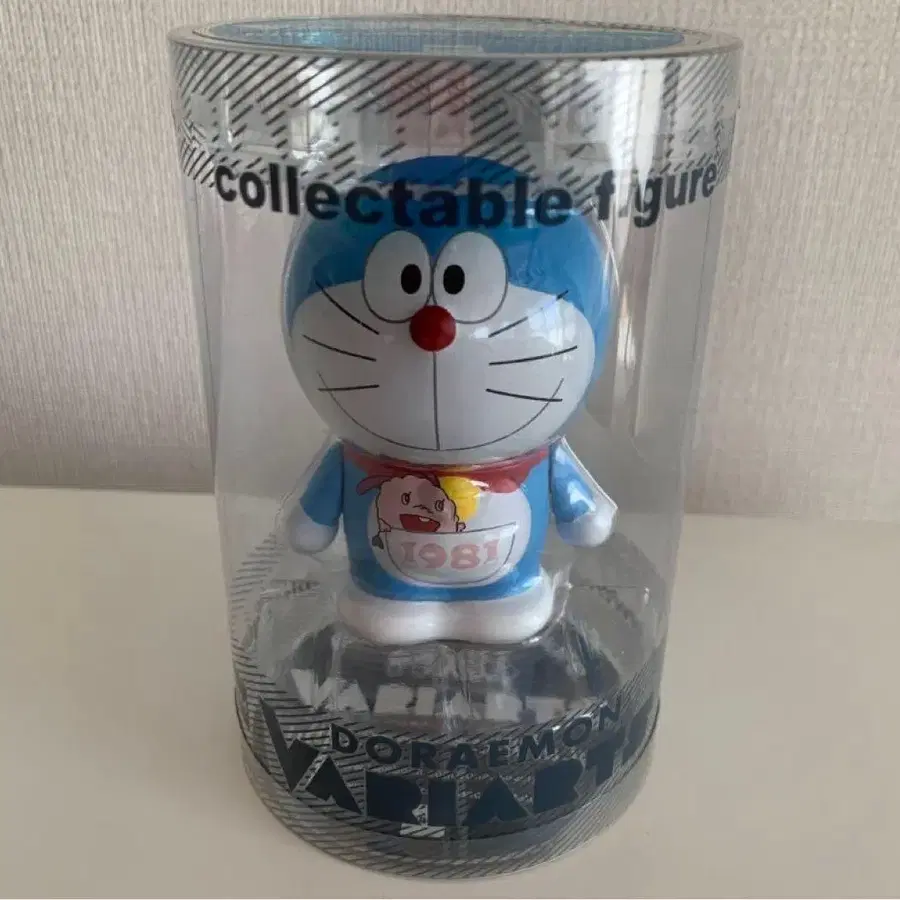 collectable figure
1981
DORAEMON
VARIARTS